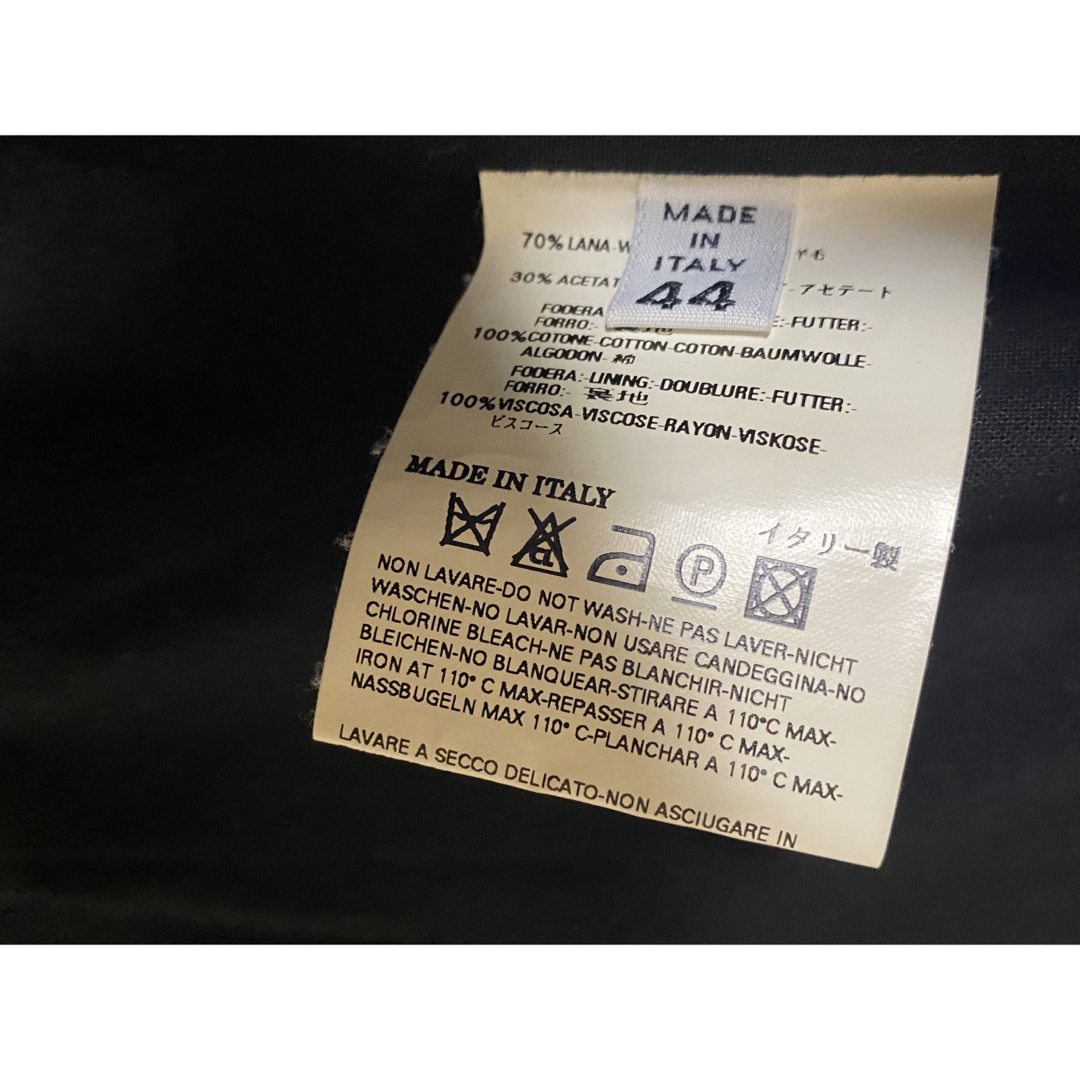 MADE
IN
ITALY
44
70% LANA-W
羊毛
30% ACETAT
-アセテート
FODERA :-FUTTER:-
FORRO:- 裏地
100% COTONE-COTTON-COTON-BAUMWOLLE-
ALGODON- 綿
FODERA:-LINING:-DOUBLURE:-FUTTER:-
FORRO:- 裏地
100% VISCOSA-VISCOSE-RAYON-VISKOSE-
ビスコース
MADE IN ITALY
イタリー製
NON LAVARE-DO NOT WASH-NE PAS LAVER-NICHT
WASCHEN-NO LAVAR-NON USARE CANDEGGINA-NO
CHLORINE BLEACH-NE PAS BLANCHIR-NICHT
BLEICHEN-NO BLANQUEAR-STIRARE A 110°C MAX-
IRON AT 110° C MAX-REPASSER A 110° C MAX-
NASSBUGELN MAX 110° C-PLANCHAR A 110° C MAX-
LAVARE A SECCO DELICATO-NON ASCIUGARE IN